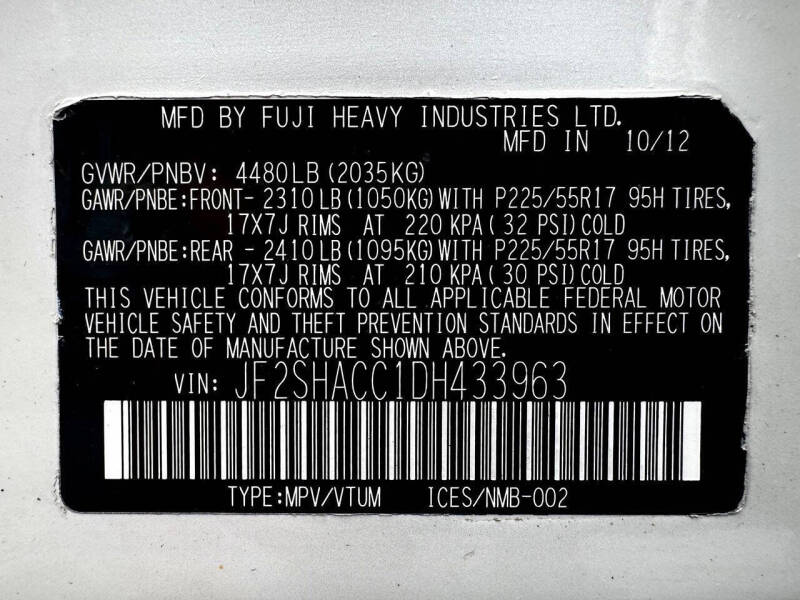 MFD BY FUJI HEAVY INDUSTRIES LTD.
MFD IN 10/12
GVWR/PNBV: 4480LB(2035KG)
GAWR/PNBE:FRONT- 2310LB(1050KG)WITH P225/55R17 95H TIRES,
17X7J RIMS AT 220 KPA(32 PSI)COLD
GAWR/PNBE:REAR - 2410LB(1095KG)WITH P225/55R17 95H TIRES,
17X7J RIMS AT 210 KPA(30 PSI)COLD
THIS VEHICLE CONFORMS TO ALL APPLICABLE FEDERAL MOTOR
VEHICLE SAFETY AND THEFT PREVENTION STANDARDS IN EFFECT ON
THE DATE OF MANUFACTURE SHOWN ABOVE.
VIN: JF2SHACC1DH433963
TYPE:MPV/VTUM ICES/NMB-002